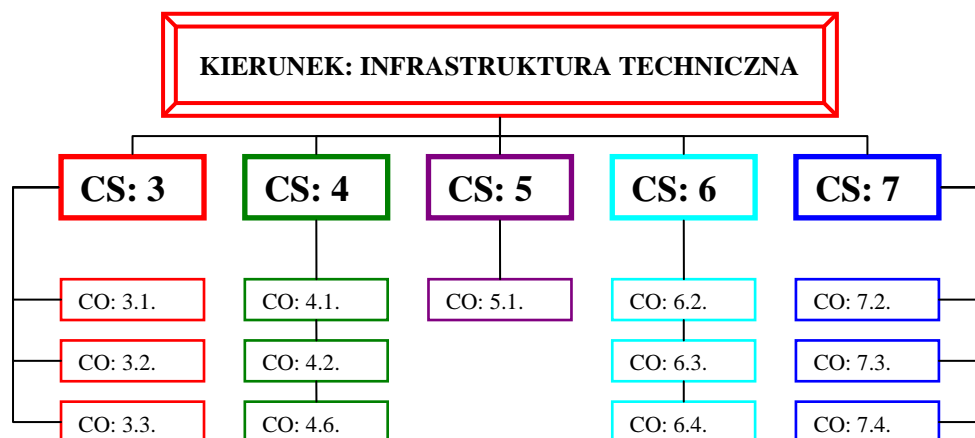 KIERUNEK: INFRASTRUKTURA TECHNICZNA
CS: 3
CS: 4
CS: 5
CS: 6
CS: 7
CO: 3.1.
CO: 4.1.
CO: 5.1.
CO: 6.2.
CO: 7.2.
CO: 3.2.
CO: 4.2.
CO: 6.3.
CO: 7.3.
CO: 3.3.
CO: 4.6.
CO: 6.4.
CO: 7.4.